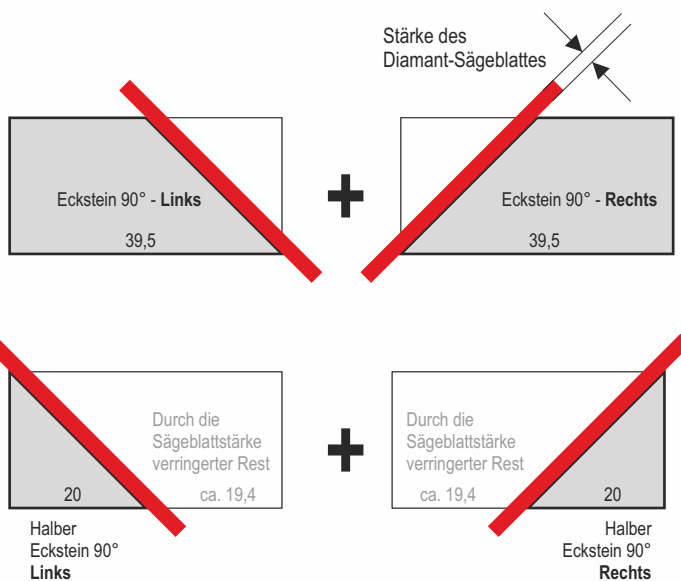 Stärke des
Diamant-Sägeblattes
Eckstein 90° - Links
39,5
+
Eckstein 90° - Rechts
39,5
Durch die
Sägeblattstärke
verringerter Rest
20
ca. 19,4
Halber
Eckstein 90°
Links
+
Durch die
Sägeblattstärke
verringerter Rest
ca. 19,4
20
Halber
Eckstein 90°
Rechts